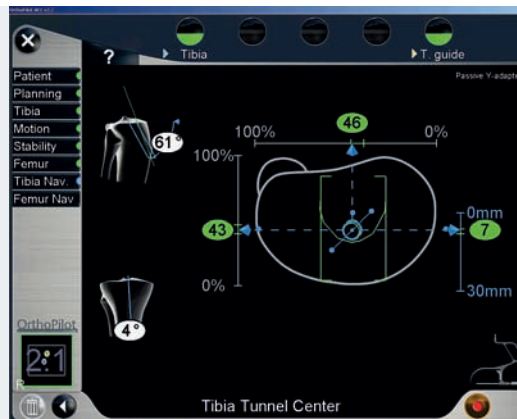 ?
Tibia
T. guide
Passive Y-adapte
Patient
Planning
Tibia
Motion
Stability
Femur
Tibia Nav.
Femur Nav
61°
46
100%
0%
100%
43
0%
0mm
7
30mm
4°
OrthoPilot
2:1
R
Tibia Tunnel Center